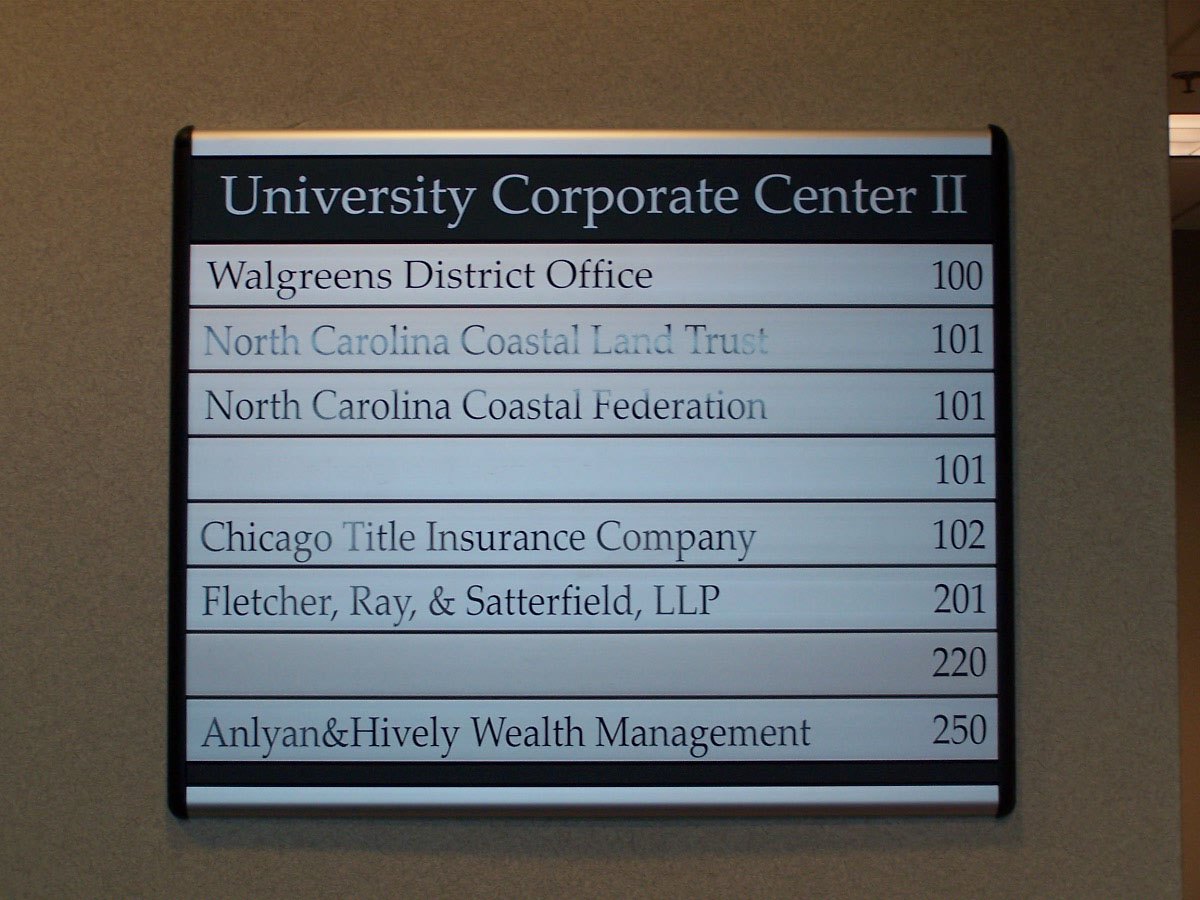 University Corporate Center II
Walgreens District Office 100
North Carolina Coastal Land Trust 101
North Carolina Coastal Federation 101
101
Chicago Title Insurance Company 102
Fletcher, Ray, & Satterfield, LLP 201
220
Anlyan&Hively Wealth Management 250